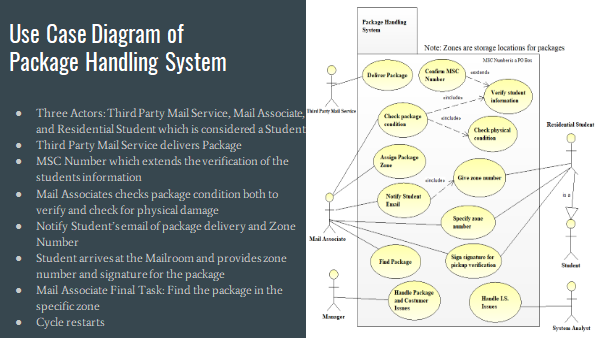 Use Case Diagram of
Package Handling System
● Three Actors: Third Party Mail Service, Mail Associate,
and Residential Student which is considered a Student
● Third Party Mail Service delivers Package
● MSC Number which extends the verification of the
students information
● Mail Associates checks package condition both to
verify and check for physical damage
● Notify Student's email of package delivery and Zone
Number
● Student arrives at the Mailroom and provides zone
number and signature for the package
● Mail Associate Final Task: Find the package in the
specific zone
● Cycle restarts
Package Handling
System
Note: Zones are storage locations for packages
MSC Number is a PO Box
Deliver Package
Confirm MSC
Number
extends
Verify student
information
Third Party Mail Service
Check package
condition
includes
includes
Check physical
condition
Residential Student
Assign Package
Zone
Give zone number
includes
Notify Student
Email
is a
Specify zone
number
Mail Associate
Find Package
Sign signature for
pickup verification
Student
Handle Package
and Costumer
Issues
Handle I.S.
Issues
Manager
System Analyst